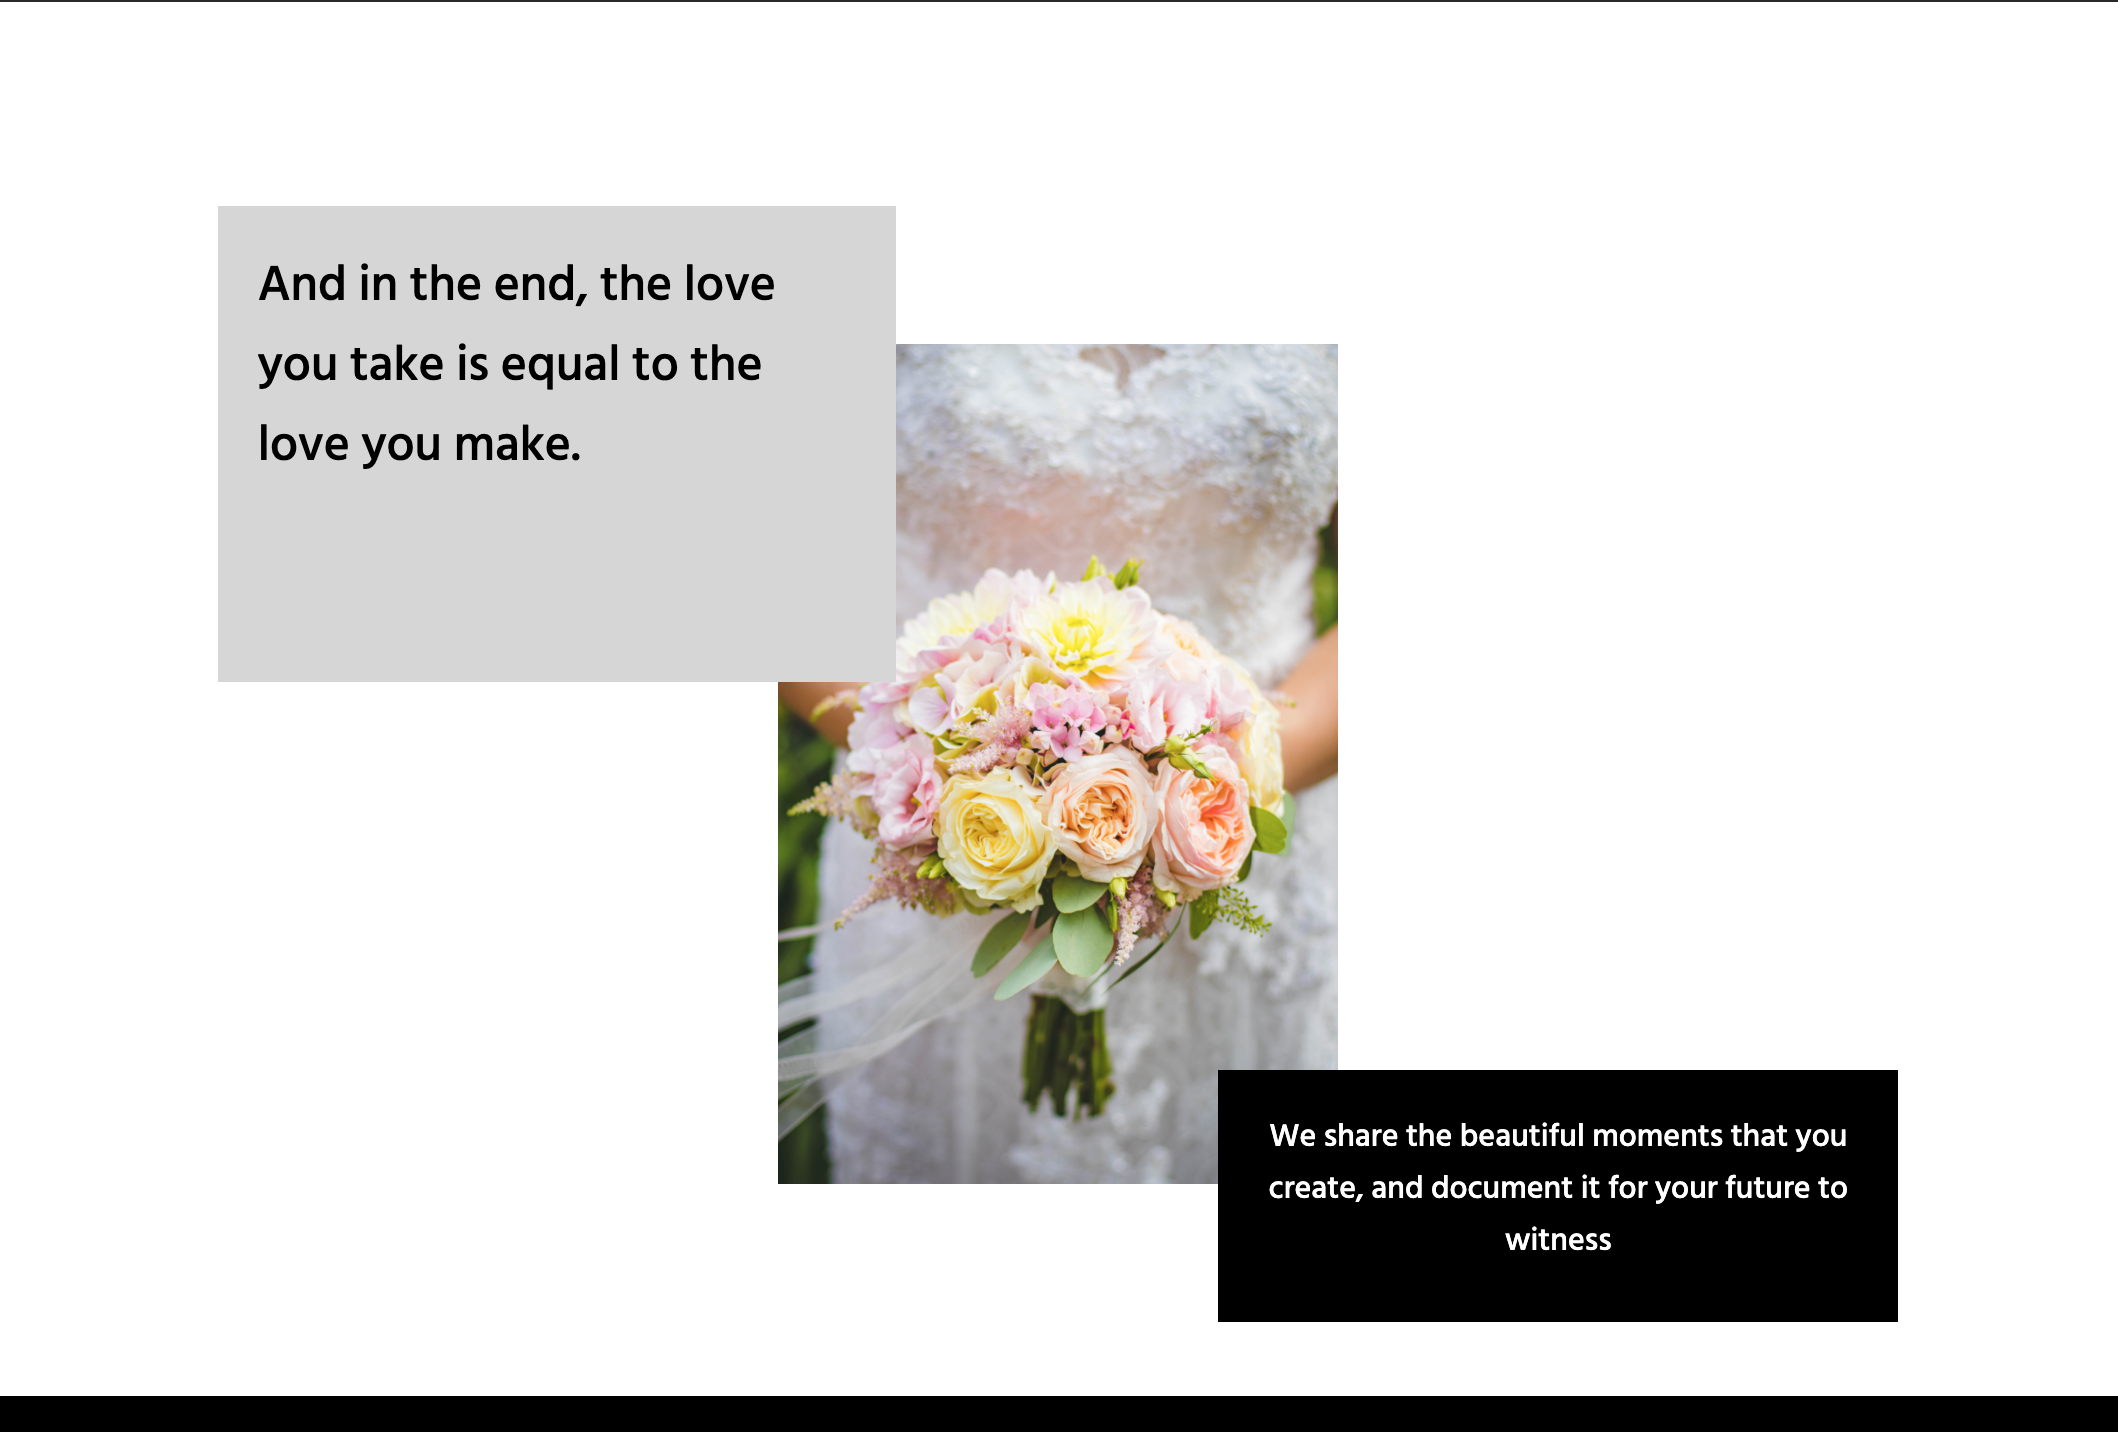 And in the end, the love
you take is equal to the
love you make.
We share the beautiful moments that you
create, and document it for your future to
witness